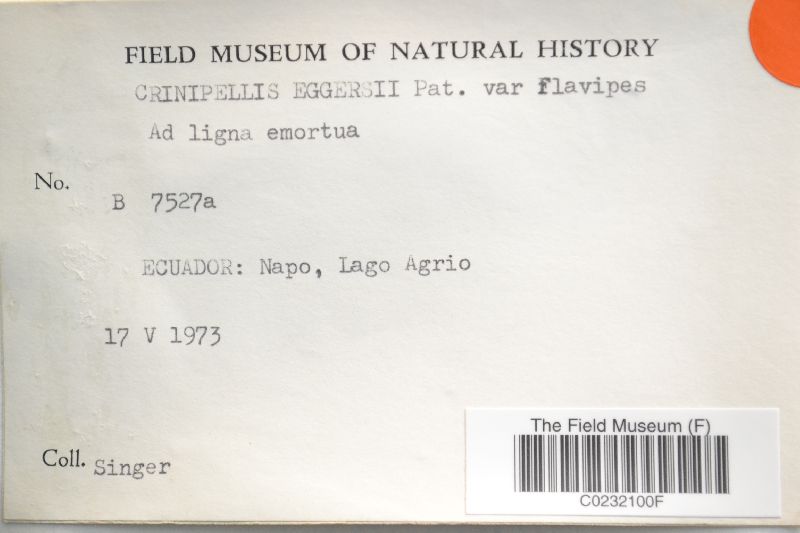 FIELD MUSEUM OF NATURAL HISTORY
CRINIPELLIS EGGERSII Pat. var flavipes
Ad ligna emortua
No.
B 7527a
ECUADOR: Napo, Lago Agrio
17 V 1973
Coll. Singer
The Field Museum (F)
C0232100F